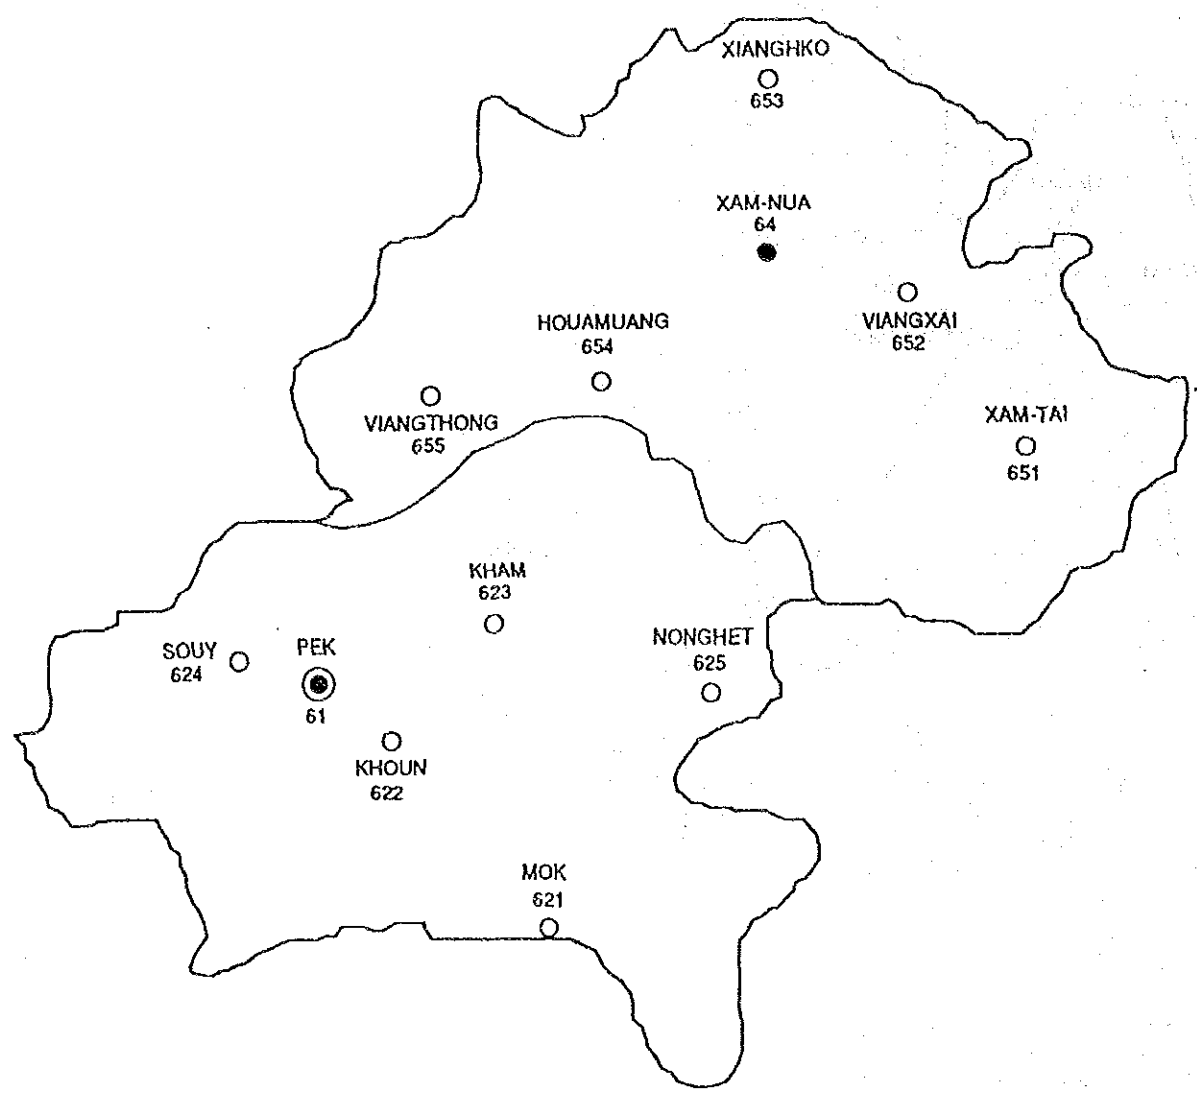 XIANGHKO
653
XAM-NUA
64
VIANGXAI
652
HOUAMUANG
654
VIANGTHONG
655
XAM-TAI
651
KHAM
623
NONGHET
625
SOUY
624
PEK
61
KHOUN
622
MOK
621